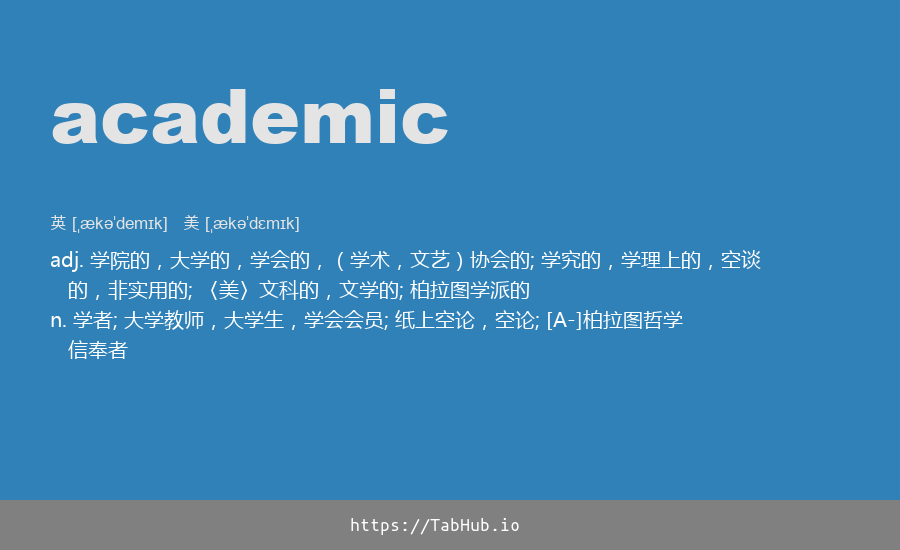 academic
英 [ˌækəˈdemɪk]   美 [ˌækəˈdɛmɪk]
adj. 学院的，大学的，学会的，（学术，文艺）协会的; 学究的，学理上的，空谈
的，非实用的; 〈美〉文科的，文学的; 柏拉图学派的
n. 学者; 大学教师，大学生，学会会员; 纸上空论，空论; [A-]柏拉图哲学
信奉者
https://TabHub.io